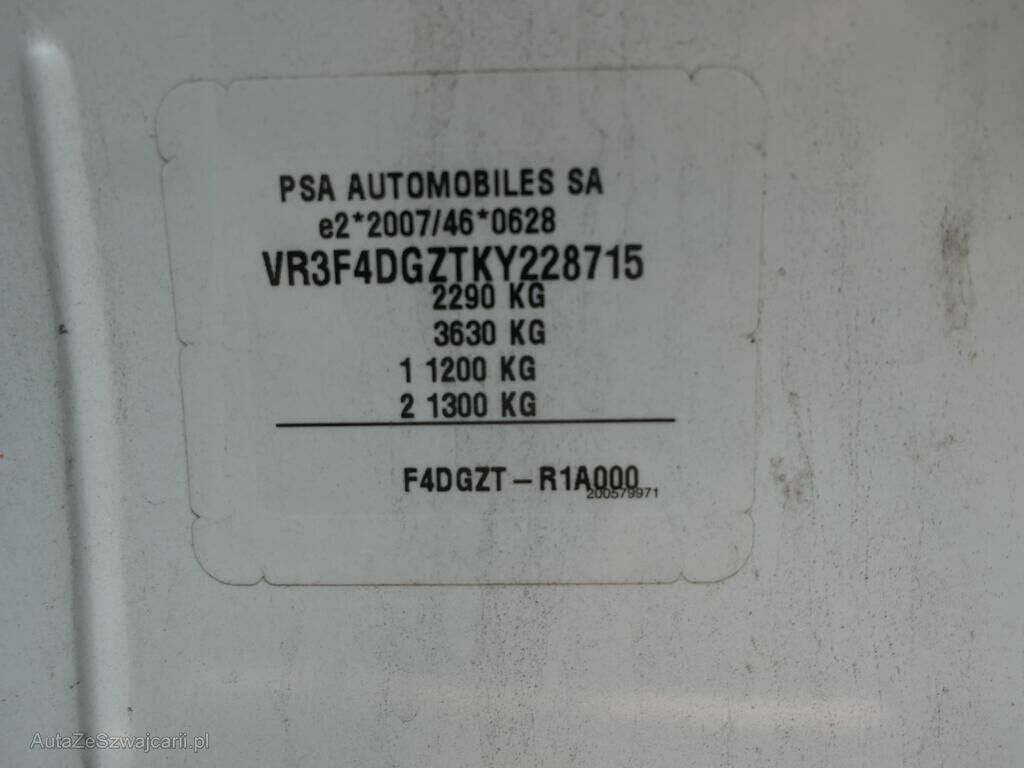 PSA AUTOMOBILES SA
e2*2007/46*0628
VR3F4DGZTKY228715
2290 KG
3630 KG
1 1200 KG
2 1300 KG
F4DGZT – R1A000
200579971
AutaZeSzwajcarii.pl